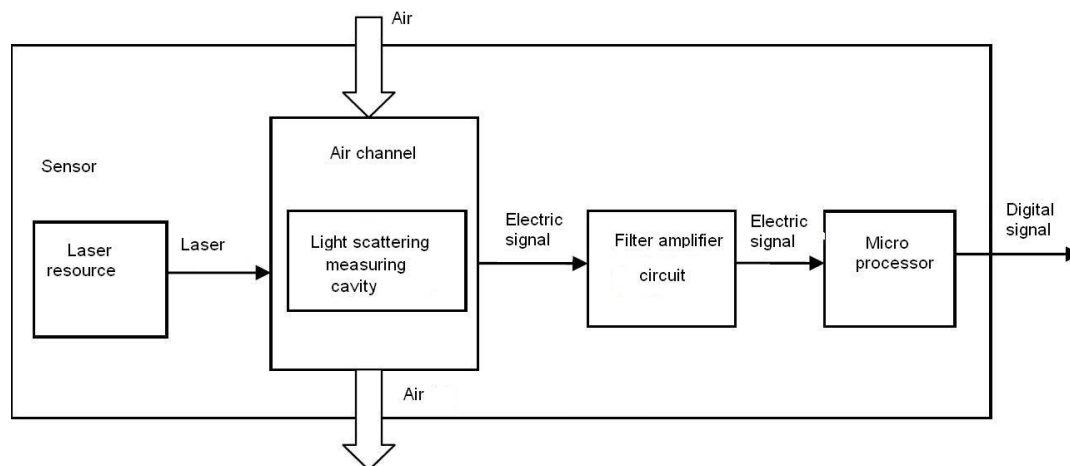 Air
Sensor
Air channel
Laser
resource
Laser
Light scattering
measuring
cavity
Electric
signal
Filter amplifier
circuit
Electric
signal
Micro
processor
Digital
signal
Air